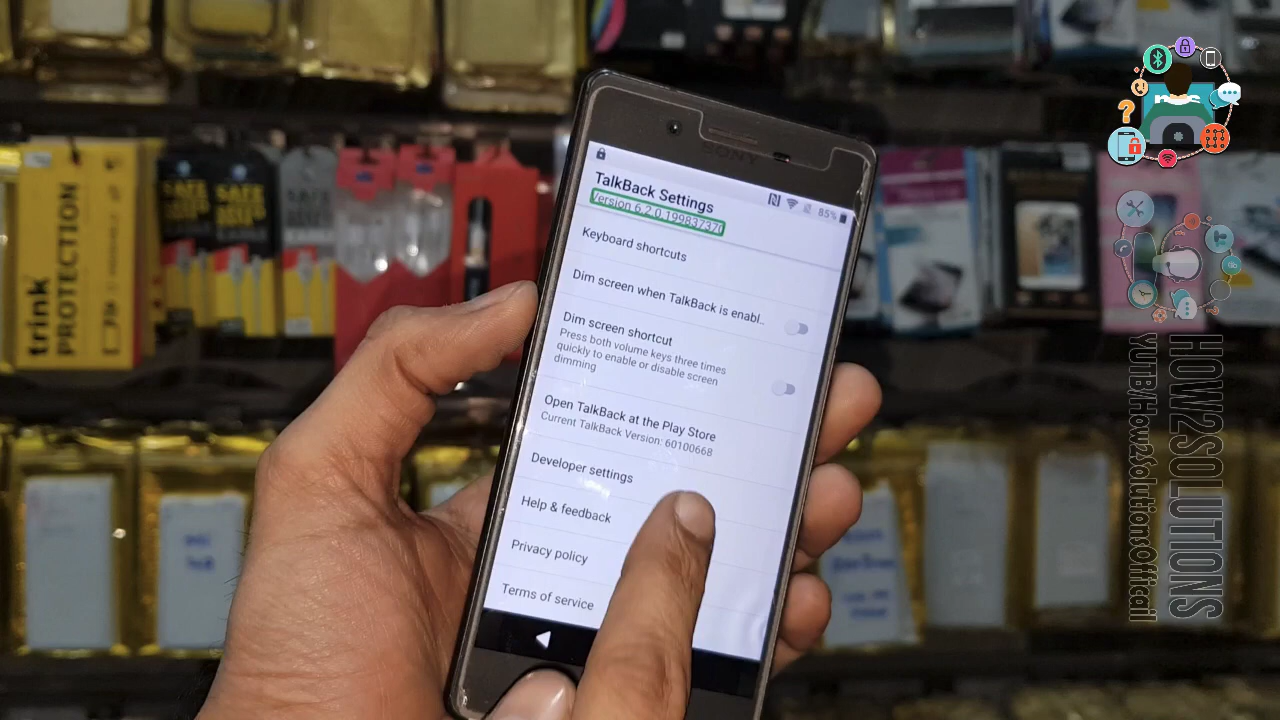 SONY
85%
TalkBack Settings
Version 6.2.0.199837370
Keyboard shortcuts
Dim screen when TalkBack is enabl..
Dim screen shortcut
Press both volume keys three times
quickly to enable or disable screen
dimming
Open TalkBack at the Play Store
Current TalkBack Version: 60100668
Developer settings
Help & feedback
Privacy policy
Terms of service
trink
PROTECTION
SAFE
SAFE
HOW2SOLUTIONS
YUTB/How2SolutionsOfficail